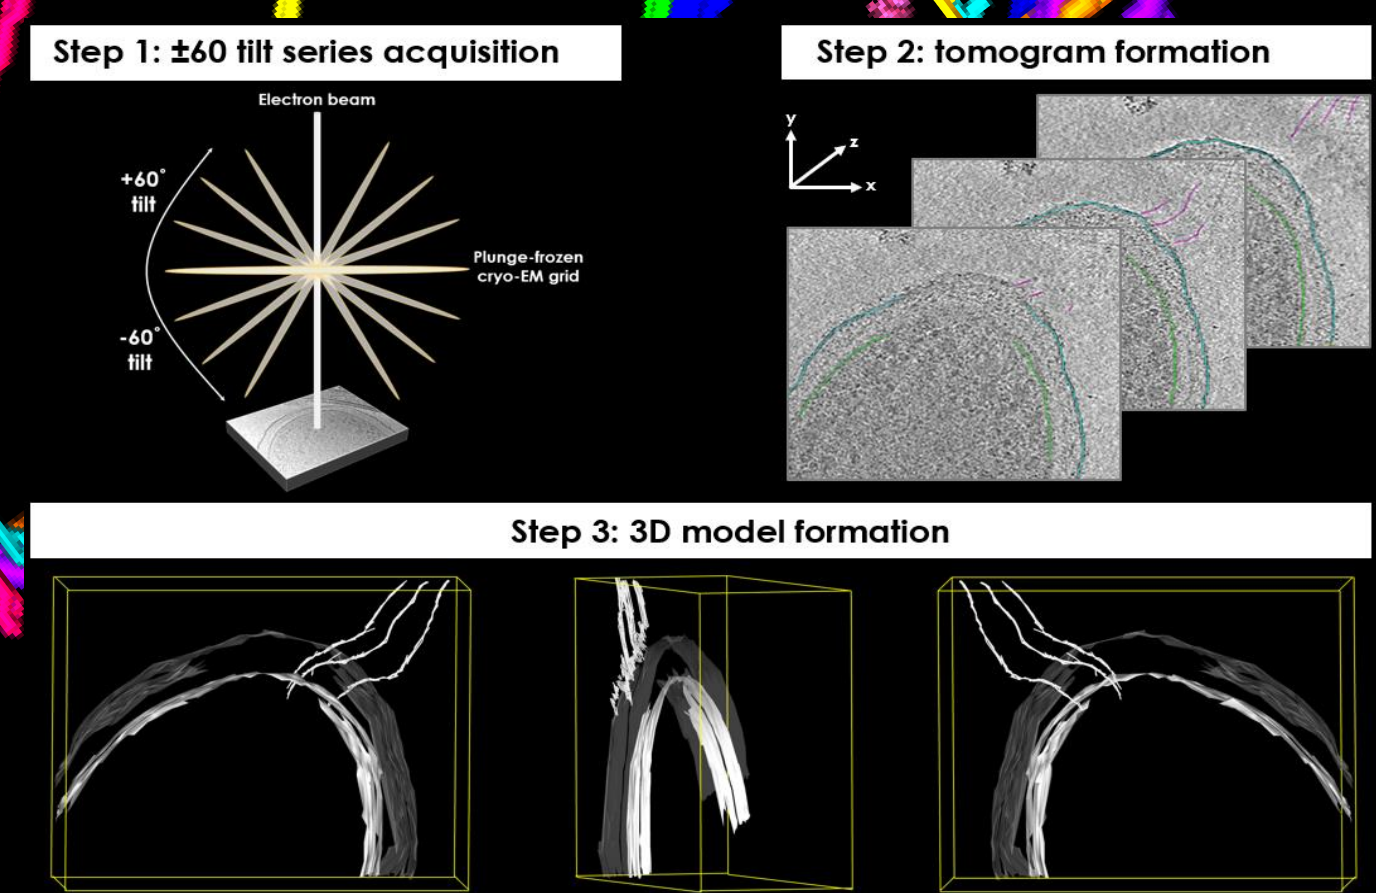 Step 1: ±60 tilt series acquisition
Step 2: tomogram formation
Electron beam
+60°
tilt
Plunge-frozen
cryo-EM grid
-60°
tilt
y
z
x
Step 3: 3D model formation